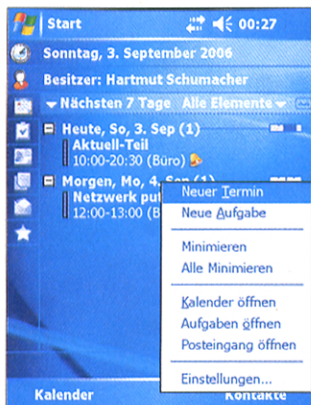 Start 00:27
Sonntag, 3. September 2006
Besitzer: Hartmut Schumacher
Nächsten 7 Tage Alle Elemente
Heute, So, 3. Sep (1)
Aktuell-Teil
10:00-20:30 (Büro)
Morgen, Mo, 4. Sep (1)
Netzwerk
12:00-13:00
Neuer Termin
Neue Aufgabe
Minimieren
Alle Minimieren
Kalender öffnen
Aufgaben öffnen
Posteingang öffnen
Einstellungen...
Kalender Kontakte